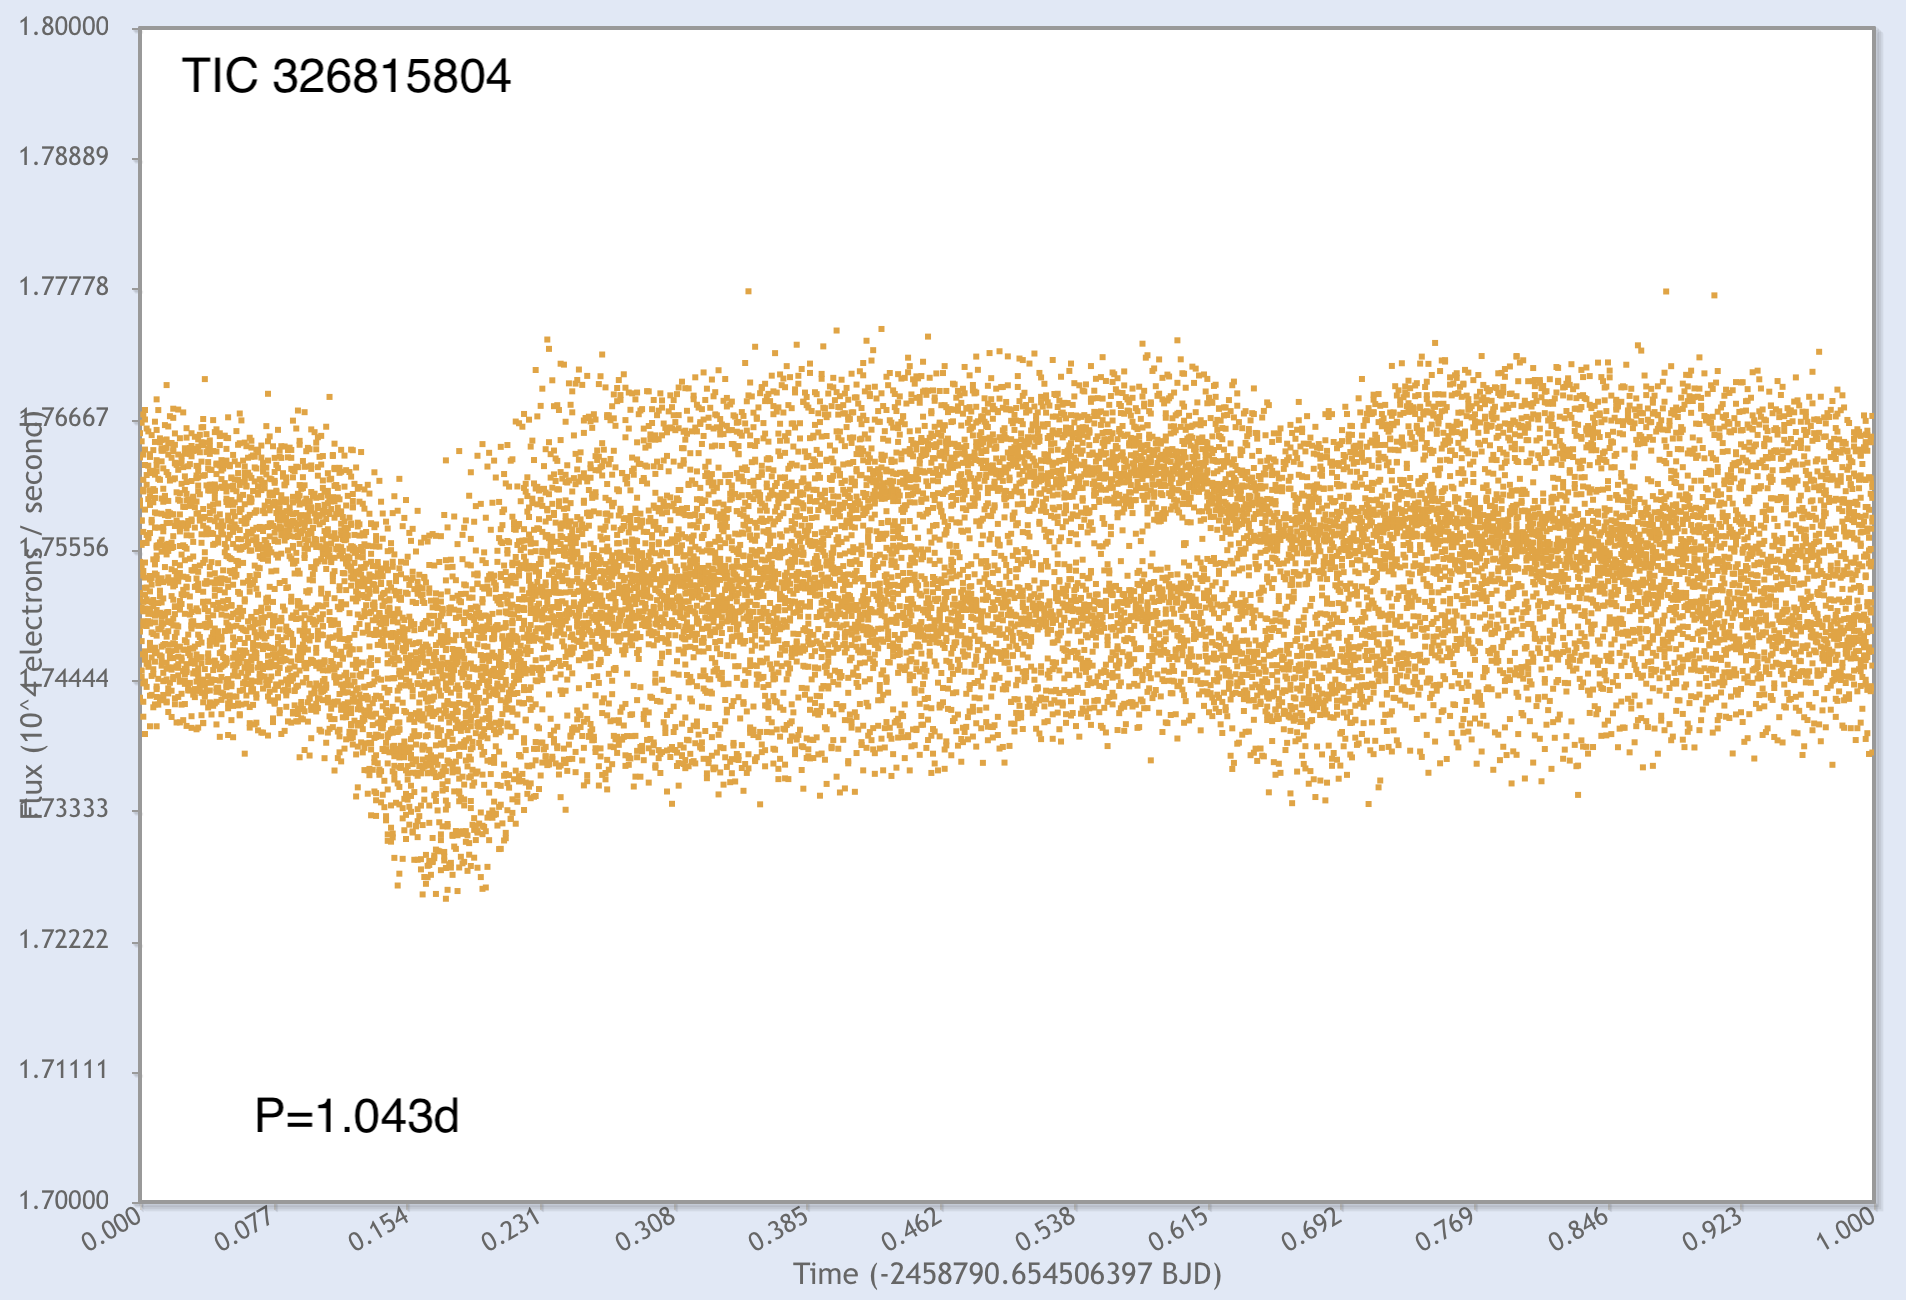 1.80000
TIC 326815804
1.78889
1.77778
1.76667
1.75556
1.74444
1.73333
1.72222
1.71111
1.70000
Flux (10^4 electrons / second)
P=1.043d
0.000 0.077 0.154 0.231 0.308 0.385 0.462 0.538 0.615 0.692 0.769 0.846 0.923 1.000
Time (-2458790.654506397 BJD)